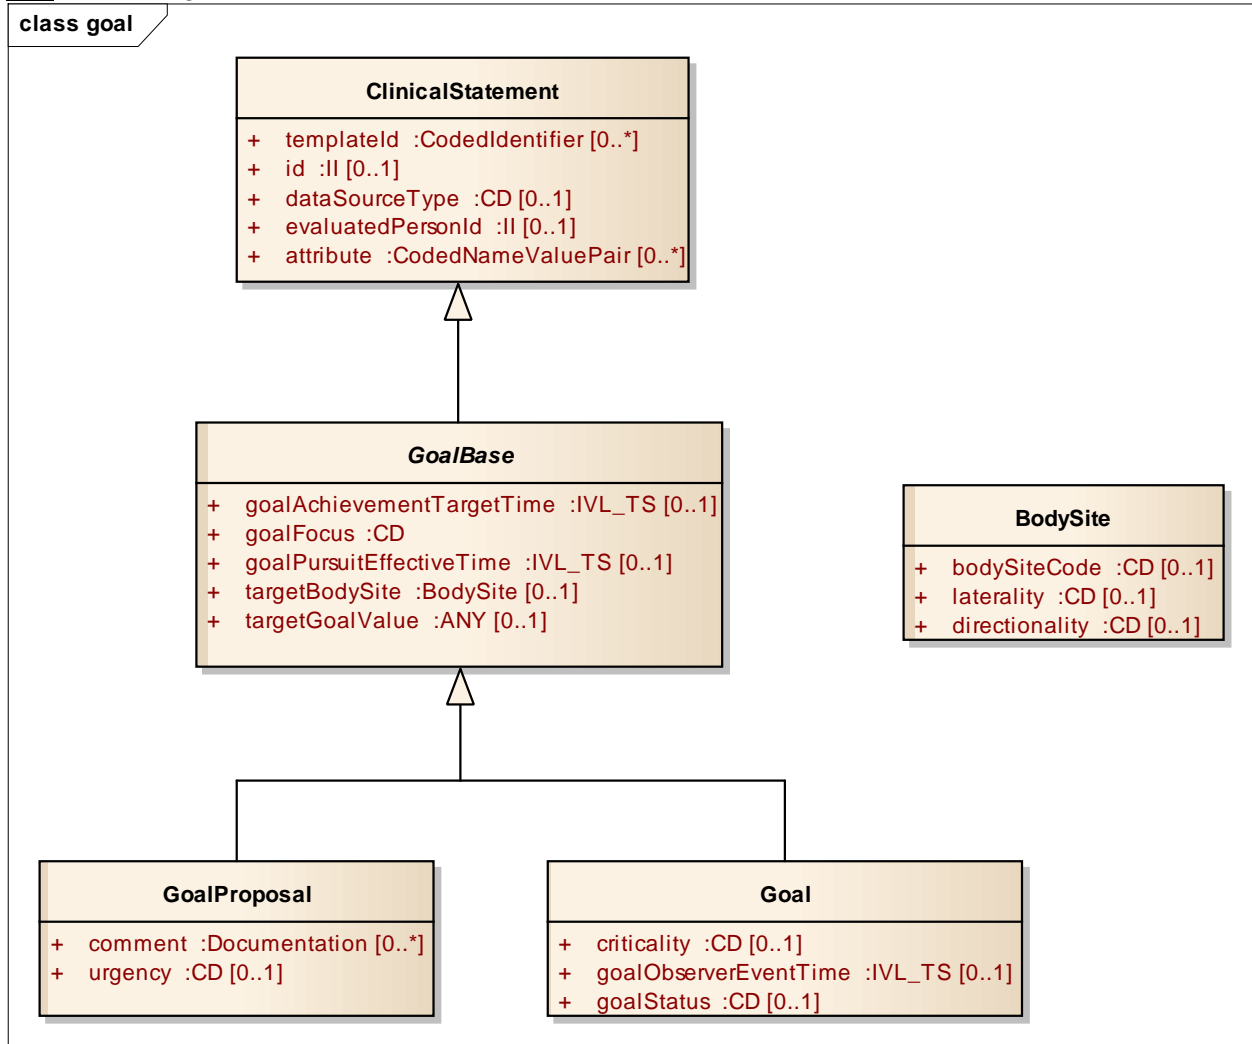 class goal
ClinicalStatement
+ templateId :CodedIdentifier [0..*]
+ id :II [0..1]
+ dataSourceType :CD [0..1]
+ evaluatedPersonId :II [0..1]
+ attribute :CodedNameValuePair [0..*]
GoalBase
+ goalAchievementTargetTime :IVL_TS [0..1]
+ goalFocus :CD
+ goalPursuitEffectiveTime :IVL_TS [0..1]
+ targetBodySite :BodySite [0..1]
+ targetGoalValue :ANY [0..1]
BodySite
+ bodySiteCode :CD [0..1]
+ laterality :CD [0..1]
+ directionality :CD [0..1]
GoalProposal
+ comment :Documentation [0..*]
+ urgency :CD [0..1]
Goal
+ criticality :CD [0..1]
+ goalObserverEventTime :IVL_TS [0..1]
+ goalStatus :CD [0..1]